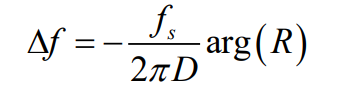 Δf = − f_s / (2πD) arg(R)